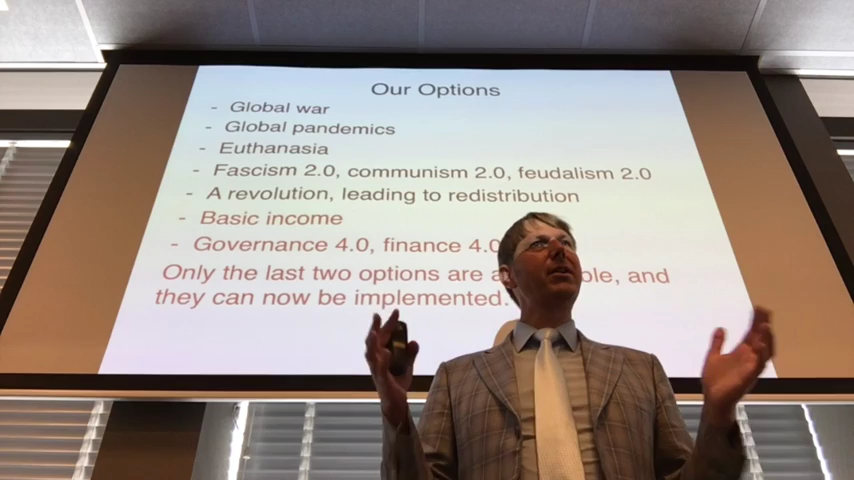 Our Options
- Global war
- Global pandemics
- Euthanasia
- Fascism 2.0, communism 2.0, feudalism 2.0
- A revolution, leading to redistribution
- Basic income
- Governance 4.0, finance 4.0
Only the last two options are and
they can now be implemented.